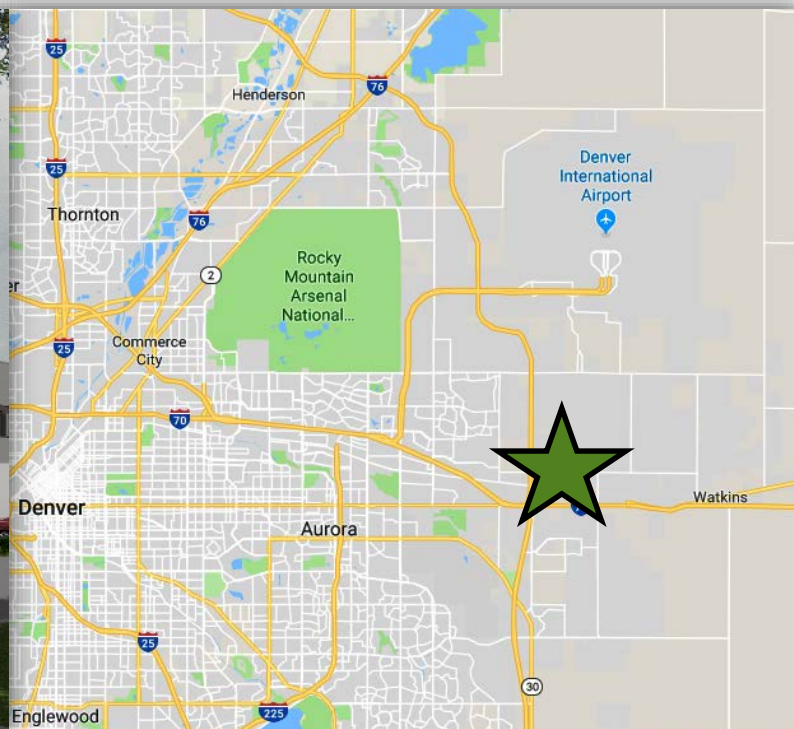 25
Henderson
76
Denver
International
Airport
25
Thornton
76
Rocky
Mountain
Arsenal
National...
2
er
25
Commerce
City
70
Denver
Aurora
Watkins
25
30
Englewood
225